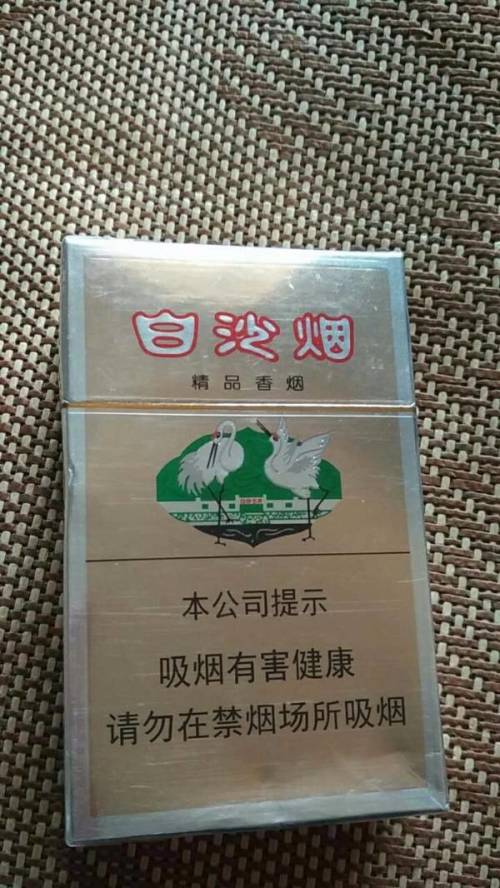 白沙烟
精品香烟
本公司提示
吸烟有害健康
请勿在禁烟场所吸烟